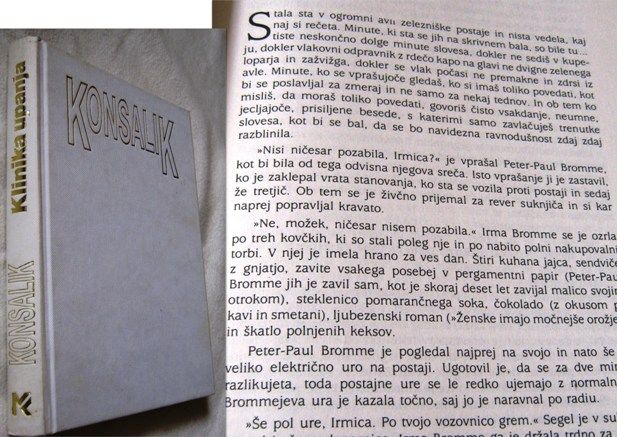 KONSALIK
Klinika upanja
KONSALIK
Stala sta v ogromni avli železniške postaje in nista vedela, kaj
naj si rečeta. Minute, ki sta se jih na skrivnem bala, so bile tu...
tiste neskončno dolge minute slovesa, dokler ne sediš v kupe-
ju, dokler vlakovni odpravnik z rdečo kapo na glavi ne dvigne zelenega
loparja in zažvižga, dokler se vlak počasi ne premakne in zdrsi iz
avle. Minute, ko se vprašujoče gledaš, ko si imaš toliko povedati, kot
bi se poslavljal za zmeraj in ne samo za nekaj tednov. In ob tem ko
misliš, da moraš toliko povedati, govoriš čisto vsakdanje, neumne,
jecljajoče, prisiljene besede, s katerimi samo zavlačuješ trenutke
slovesa, kot bi se bal, da se bo navidezna ravnodušnost zdaj zdaj
razblinila.
»Nisi ničesar pozabila, Irmica?« je vprašal Peter-Paul Bromme,
kot bi bila od tega odvisna njegova sreča. Isto vprašanje ji je zastavil,
ko je zaklepal vrata stanovanja, ko sta se vozila proti postaji in sedaj
že tretjič. Ob tem se je živčno prijemal za rever suknjiča in si kar
naprej popravljal kravato.
»Ne, možek, ničesar nisem pozabila.« Irma Bromme se je ozrla
po treh kovčkih, ki so stali poleg nje in po nabito polni nakupovalni
torbi. V njej je imela hrano za ves dan. Štiri kuhana jajca, sendviče
z gnjatjo, zavite vsakega posebej v pergamentni papir (Peter-Pau
Bromme jih je zavil sam, kot je skoraj deset let zavijal malico svojim
otrokom), steklenico pomarančnega soka, čokolado (z okusom p
kavi in smetani), ljubezenski roman (»Ženske imajo močnejše orožje
in škatlo polnjenih keksov.
Peter-Paul Bromme je pogledal najprej na svojo in nato še
veliko električno uro na postaji. Ugotovil je, da se za dve min
razlikujeta, toda postajne ure se le redko ujemajo z normaln
Brommejeva ura je kazala točno, saj jo je naravnal po radiu.
»Še pol ure, Irmica. Po tvojo vozovnico grem.« Segel je v suk